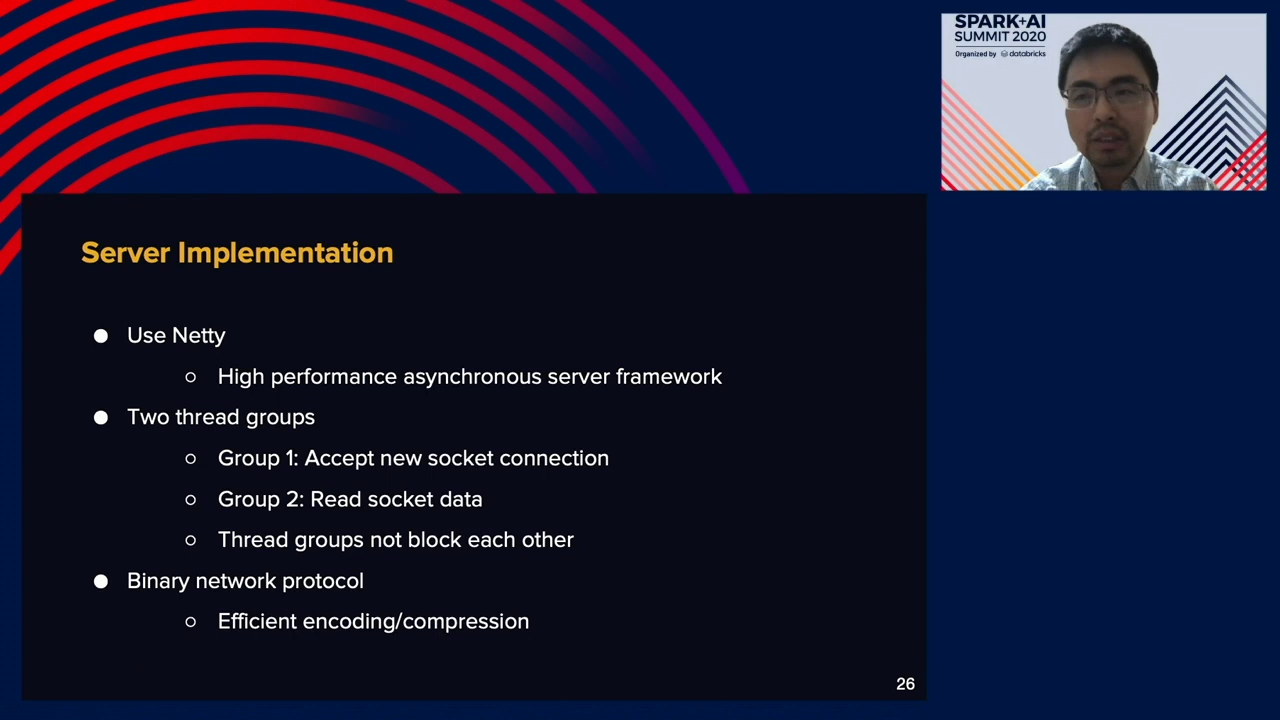 SPARK+AI
SUMMIT 2020
Organized by databricks
Server Implementation
Use Netty
High performance asynchronous server framework
Two thread groups
Group 1: Accept new socket connection
Group 2: Read socket data
Thread groups not block each other
Binary network protocol
Efficient encoding/compression
26